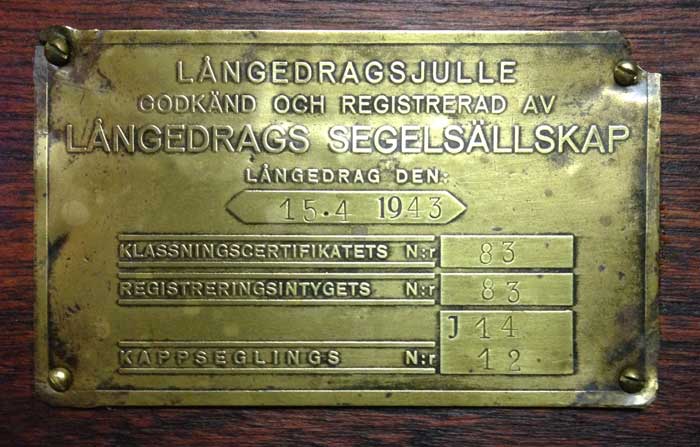 LÅNGEDRAGSJULLE
GODKÄND OCH REGISTRERAD AV
LÅNGEDRAGS SEGELSÄLLSKAP
LÅNGEDRAG DEN:
15.4 1943
KLASSNINGSCERTIFIKATETS N:r 83
REGISTRERINGSINTYGETS N:r 83
J 14
KAPPSEGLINGS N:r 12